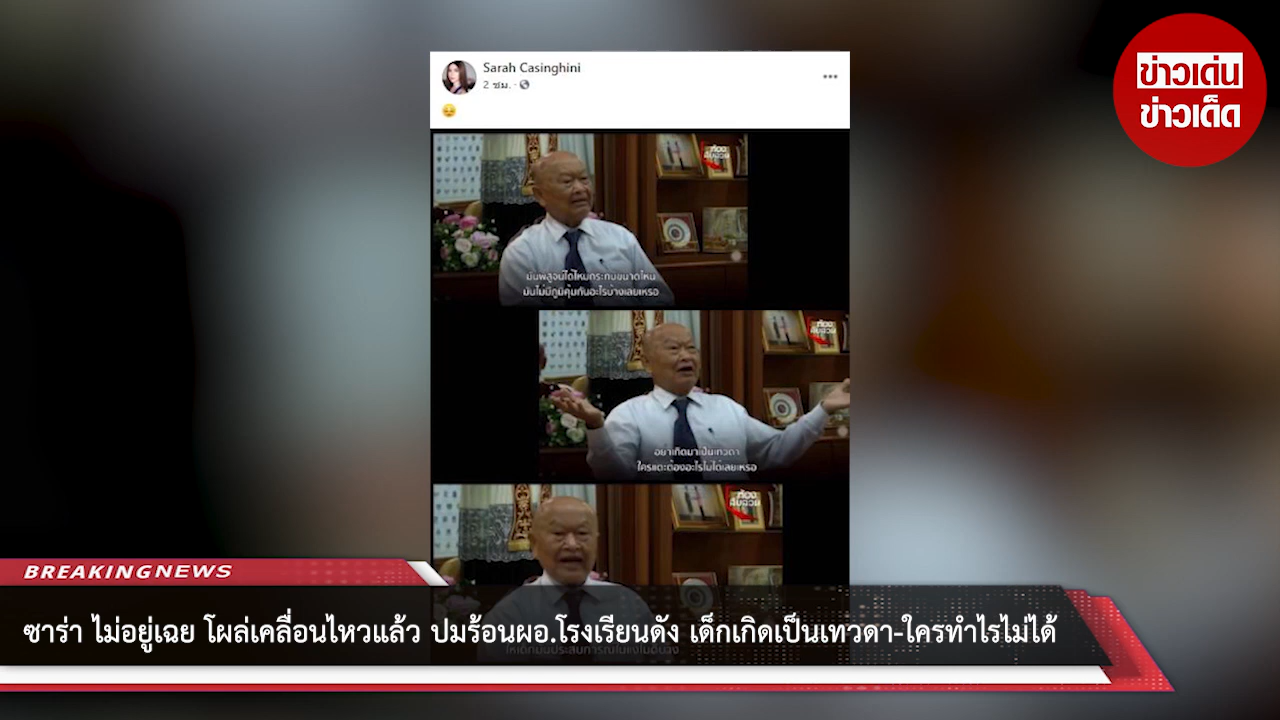 Sarah Casinghini
2 ชม. ·
ข่าวเด่น
ข่าวเด็ด
มันพิสูจน์ได้ไหมกระทบขนาดไหน
มันไม่มีภูมิคุ้มกันอะไรบ้างเลยเหรอ
อย่าเกิดมาเป็นเทวดา
ใครแตะต้องอะไรไม่ได้เลยเหรอ
BREAKINGNEWS
ซาร่า ไม่อยู่เฉย โผล่เคลื่อนไหวแล้ว ปมร้อนผอ.โรงเรียนดัง เด็กเกิดเป็นเทวดา-ใครทำไรไม่ได้